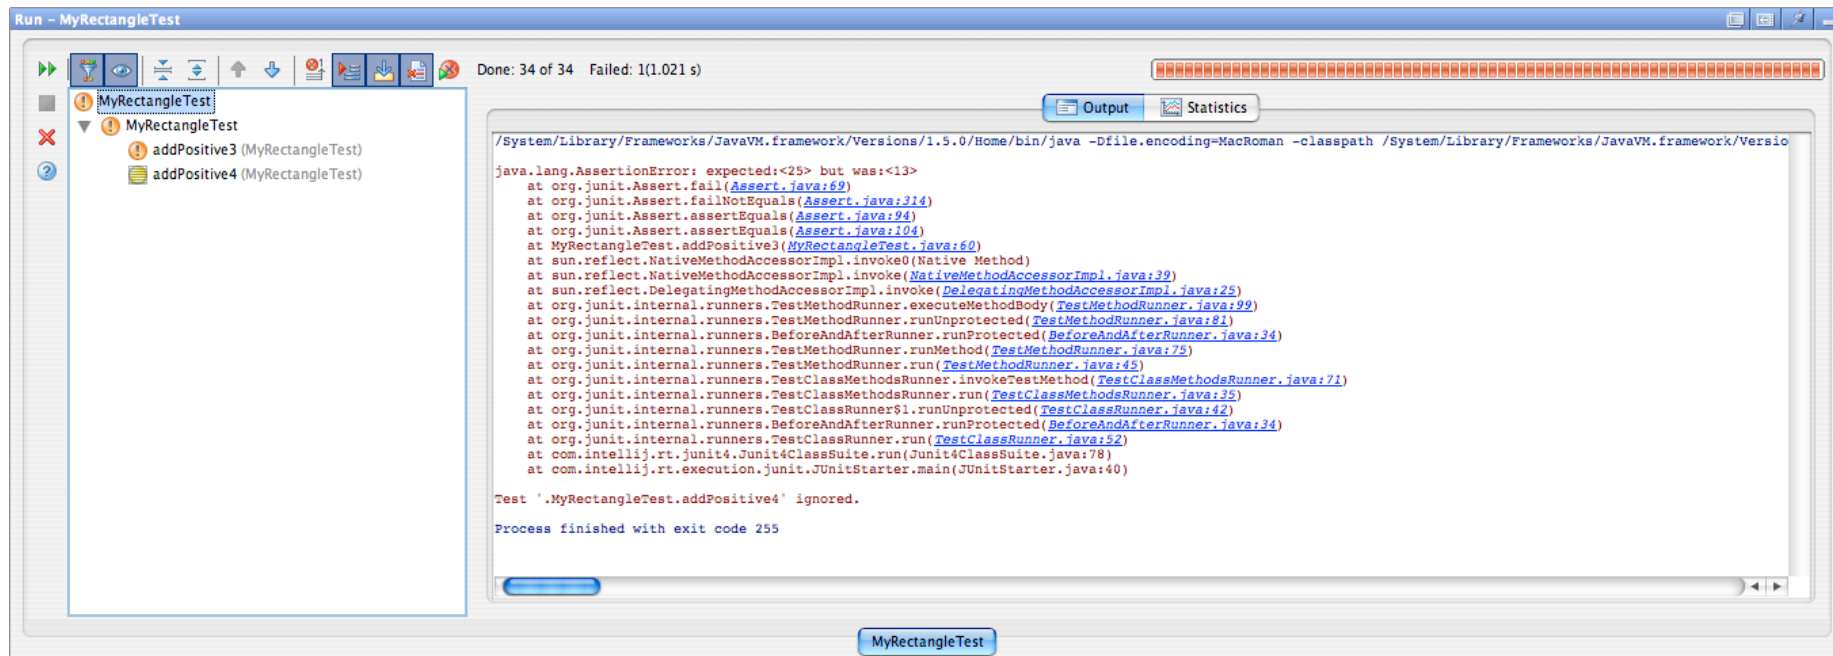 Run – MyRectangleTest
Done: 34 of 34 Failed: 1(1.021 s)
MyRectangleTest
MyRectangleTest
addPositive3 (MyRectangleTest)
addPositive4 (MyRectangleTest)
Output Statistics
/System/Library/Frameworks/JavaVM.framework/Versions/1.5.0/Home/bin/java -Dfile.encoding=MacRoman -classpath /System/Library/Frameworks/JavaVM.framework/Versio
java.lang.AssertionError: expected:<25> but was:<13>
at org.junit.Assert.fail(Assert.java:69)
at org.junit.Assert.failNotEquals(Assert.java:314)
at org.junit.Assert.assertEquals(Assert.java:94)
at org.junit.Assert.assertEquals(Assert.java:104)
at MyRectangleTest.addPositive3(MyRectangleTest.java:60)
at sun.reflect.NativeMethodAccessorImpl.invoke0(Native Method)
at sun.reflect.NativeMethodAccessorImpl.invoke(NativeMethodAccessorImpl.java:39)
at sun.reflect.DelegatingMethodAccessorImpl.invoke(DelegatingMethodAccessorImpl.java:25)
at org.junit.internal.runners.TestMethodRunner.executeMethodBody(TestMethodRunner.java:99)
at org.junit.internal.runners.TestMethodRunner.runUnprotected(TestMethodRunner.java:81)
at org.junit.internal.runners.BeforeAndAfterRunner.runProtected(BeforeAndAfterRunner.java:34)
at org.junit.internal.runners.TestMethodRunner.runMethod(TestMethodRunner.java:75)
at org.junit.internal.runners.TestMethodRunner.run(TestMethodRunner.java:45)
at org.junit.internal.runners.TestClassMethodsRunner.invokeTestMethod(TestClassMethodsRunner.java:71)
at org.junit.internal.runners.TestClassMethodsRunner.run(TestClassMethodsRunner.java:35)
at org.junit.internal.runners.TestClassRunner$1.runUnprotected(TestClassRunner.java:42)
at org.junit.internal.runners.BeforeAndAfterRunner.runProtected(BeforeAndAfterRunner.java:34)
at org.junit.internal.runners.TestClassRunner.run(TestClassRunner.java:52)
at com.intellij.rt.junit4.Junit4ClassSuite.run(Junit4ClassSuite.java:78)
at com.intellij.rt.execution.junit.JUnitStarter.main(JUnitStarter.java:40)
Test '.MyRectangleTest.addPositive4' ignored.
Process finished with exit code 255
MyRectangleTest